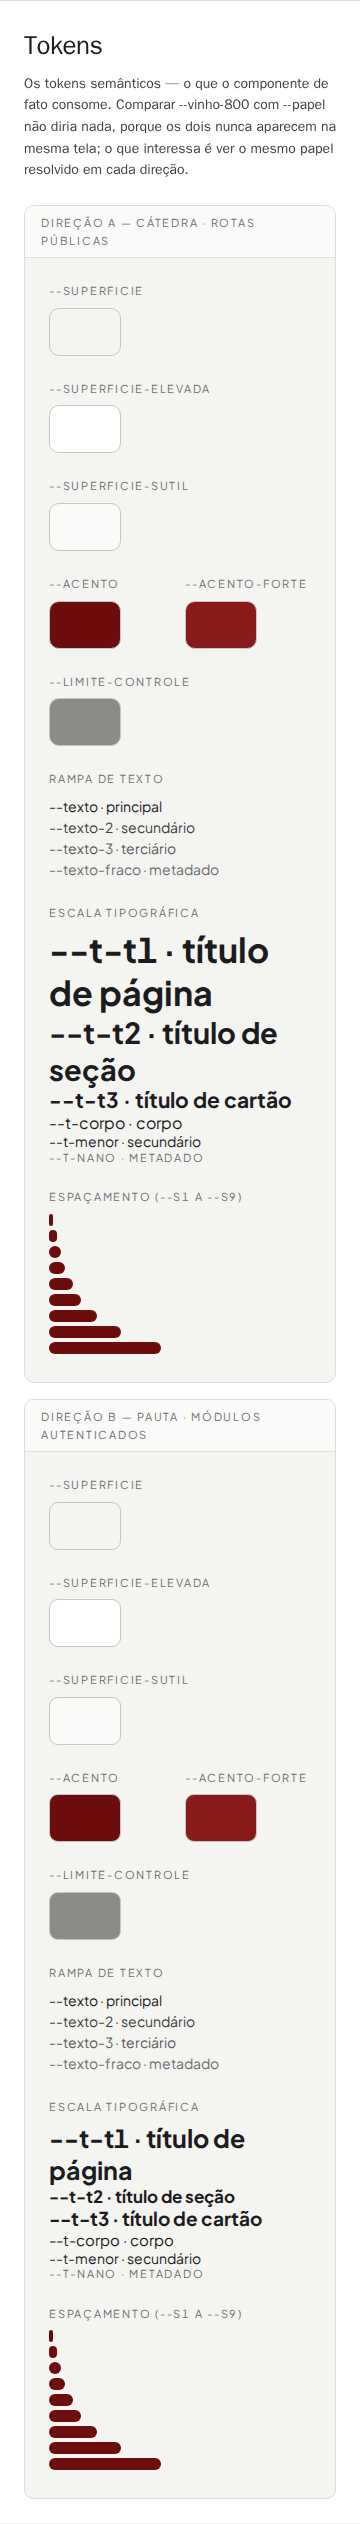 Tokens
Os tokens semânticos — o que o componente de
fato consome. Comparar --vinho-800 com --papel
não diria nada, porque os dois nunca aparecem na
mesma tela; o que interessa é ver o mesmo papel
resolvido em cada direção.
DIREÇÃO A — CÁTEDRA · ROTAS
PÚBLICAS
--SUPERFICIE
--SUPERFICIE-ELEVADA
--SUPERFICIE-SUTIL
--ACENTO --ACENTO-FORTE
--LIMITE-CONTROLE
RAMPA DE TEXTO
--texto · principal
--texto-2 · secundário
--texto-3 · terciário
--texto-fraco · metadado
ESCALA TIPOGRÁFICA
--t-t1 · título
de página
--t-t2 · título de
seção
--t-t3 · título de cartão
--t-corpo · corpo
--t-menor · secundário
--T-NANO · METADADO
ESPAÇAMENTO (--S1 A --S9)
DIREÇÃO B — PAUTA · MÓDULOS
AUTENTICADOS
--SUPERFICIE
--SUPERFICIE-ELEVADA
--SUPERFICIE-SUTIL
--ACENTO --ACENTO-FORTE
--LIMITE-CONTROLE
RAMPA DE TEXTO
--texto · principal
--texto-2 · secundário
--texto-3 · terciário
--texto-fraco · metadado
ESCALA TIPOGRÁFICA
--t-t1 · título de
página
--t-t2 · título de seção
--t-t3 · título de cartão
--t-corpo · corpo
--t-menor · secundário
--T-NANO · METADADO
ESPAÇAMENTO (--S1 A --S9)